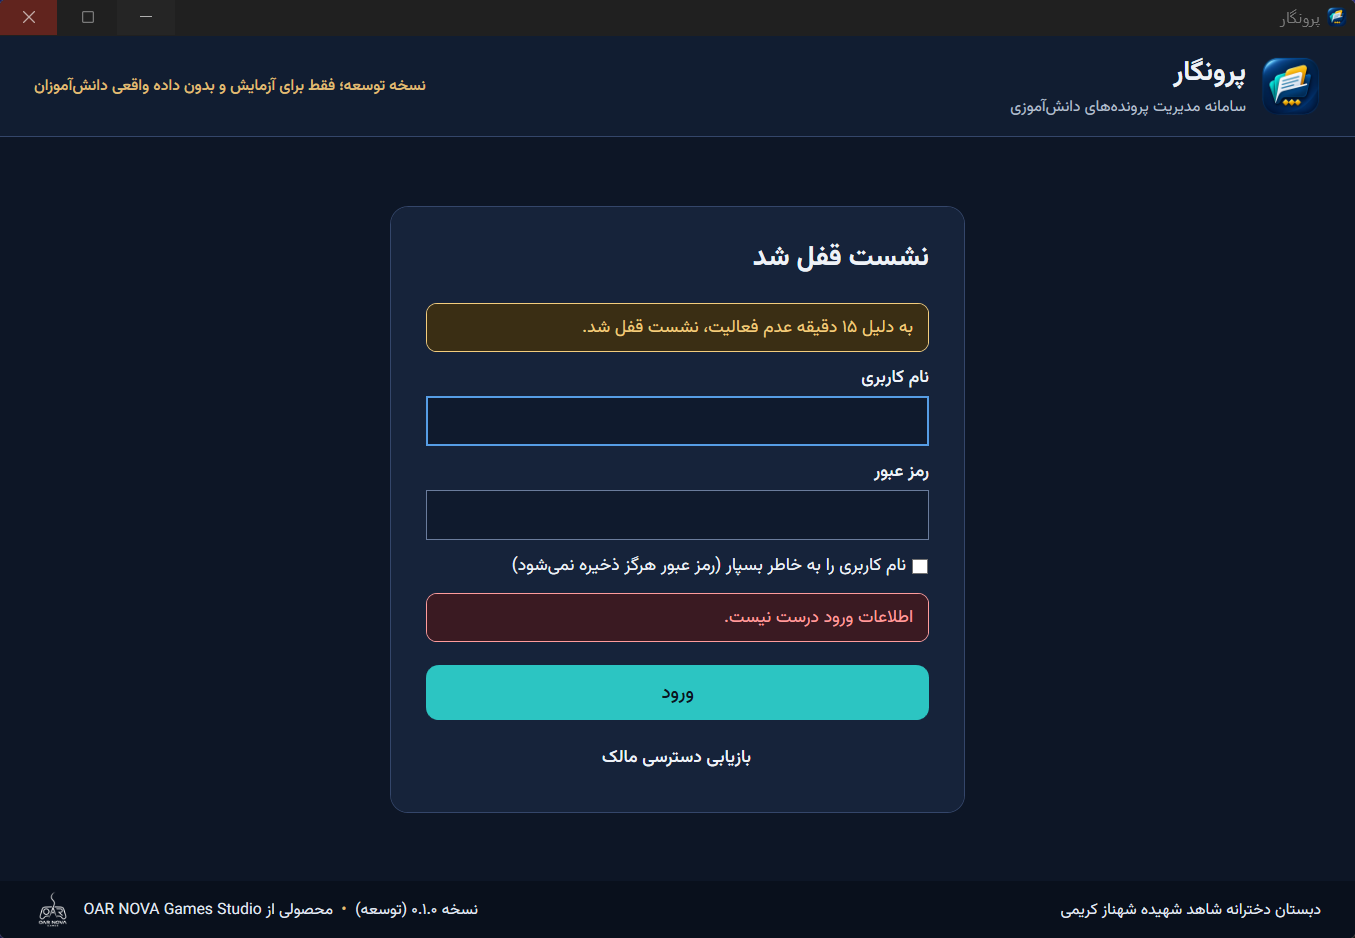 پرونگار
پرونگار
سامانه مدیریت پرونده‌های دانش‌آموزی
نسخه توسعه؛ فقط برای آزمایش و بدون داده واقعی دانش‌آموزان
نشست قفل شد
به دلیل ۱۵ دقیقه عدم فعالیت، نشست قفل شد.
نام کاربری
رمز عبور
نام کاربری را به خاطر بسپار (رمز عبور هرگز ذخیره نمی‌شود)
اطلاعات ورود درست نیست.
ورود
بازیابی دسترسی مالک
دبستان دخترانه شاهد شهیده شهناز کریمی
نسخه ۰.۱.۰ (توسعه) • محصولی از OAR NOVA Games Studio
OAR NOVA
GAMES